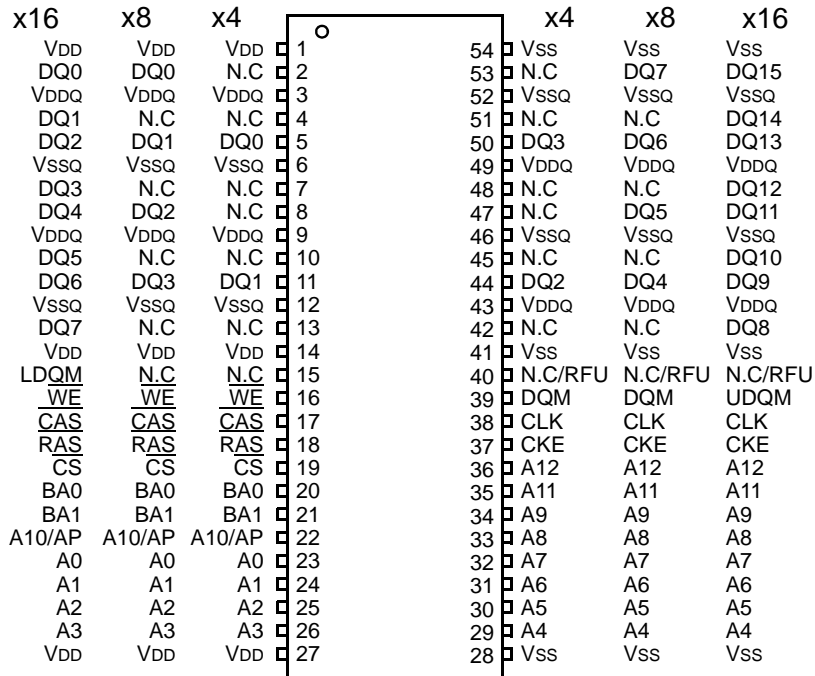 x16 x8 x4 x4 x8 x16
VDD VDD VDD 1 54 VSS VSS VSS
DQ0 DQ0 N.C 2 53 N.C DQ7 DQ15
VDDQ VDDQ VDDQ 3 52 VSSQ VSSQ VSSQ
DQ1 N.C N.C 4 51 N.C N.C DQ14
DQ2 DQ1 DQ0 5 50 DQ3 DQ6 DQ13
VSSQ VSSQ VSSQ 6 49 VDDQ VDDQ VDDQ
DQ3 N.C N.C 7 48 N.C N.C DQ12
DQ4 DQ2 N.C 8 47 N.C DQ5 DQ11
VDDQ VDDQ VDDQ 9 46 VSSQ VSSQ VSSQ
DQ5 N.C N.C 10 45 N.C N.C DQ10
DQ6 DQ3 DQ1 11 44 DQ2 DQ4 DQ9
VSSQ VSSQ VSSQ 12 43 VDDQ VDDQ VDDQ
DQ7 N.C N.C 13 42 N.C N.C DQ8
VDD VDD VDD 14 41 VSS VSS VSS
LDQM N.C N.C 15 40 N.C/RFU N.C/RFU N.C/RFU
WE WE WE 16 39 DQM DQM UDQM
CAS CAS CAS 17 38 CLK CLK CLK
RAS RAS RAS 18 37 CKE CKE CKE
CS CS CS 19 36 A12 A12 A12
BA0 BA0 BA0 20 35 A11 A11 A11
BA1 BA1 BA1 21 34 A9 A9 A9
A10/AP A10/AP A10/AP 22 33 A8 A8 A8
A0 A0 A0 23 32 A7 A7 A7
A1 A1 A1 24 31 A6 A6 A6
A2 A2 A2 25 30 A5 A5 A5
A3 A3 A3 26 29 A4 A4 A4
VDD VDD VDD 27 28 VSS VSS VSS